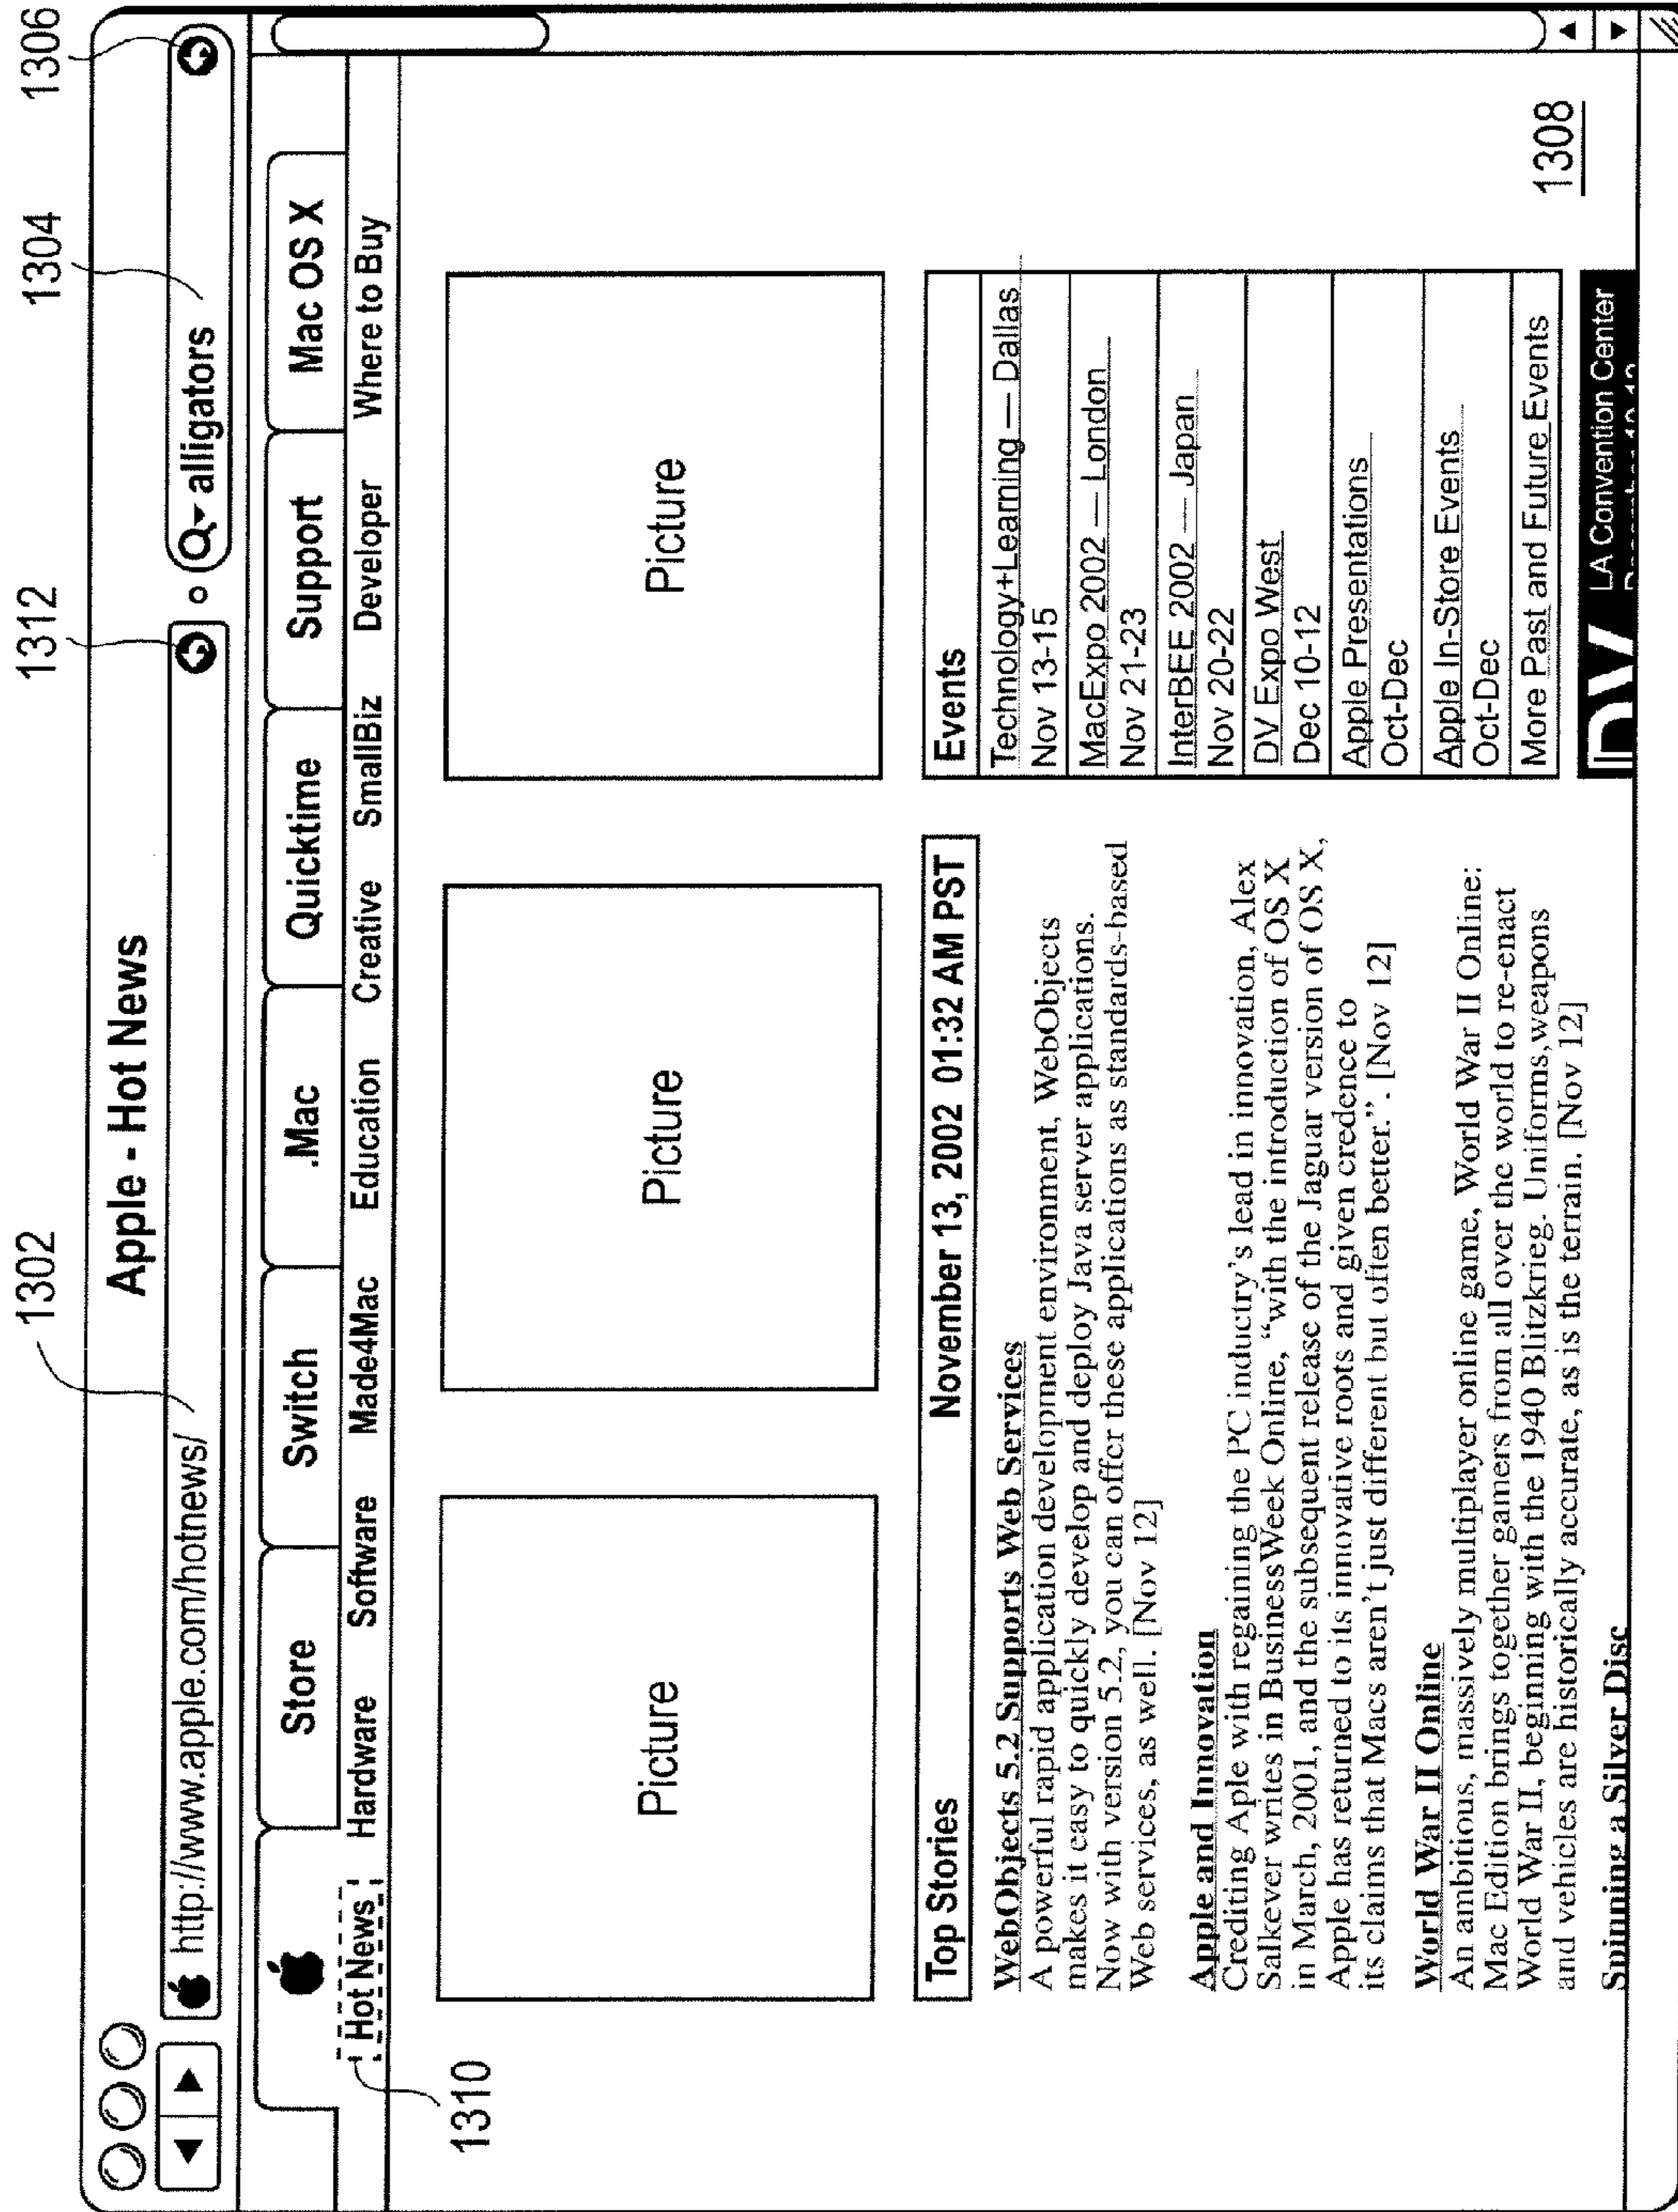 1302
1312
1304
1306
Apple - Hot News
http://www.apple.com/hotnews/
alligators
Store
Switch
.Mac
Quicktime
Support
Mac OS X
Hot News
Hardware
Software
Made4Mac
Education
Creative
SmallBiz
Developer
Where to Buy
1310
Picture
Picture
Picture
Top Stories
November 13, 2002 01:32 AM PST
WebObjects 5.2 Supports Web Services
A powerful rapid application development environment, WebObjects
makes it easy to quickly develop and deploy Java server applications.
Now with version 5.2, you can offer these applications as standards-based
Web services, as well. [Nov 12]
Apple and Innovation
Crediting Aple with regaining the PC inductry's lead in innovation, Alex
Salkever writes in BusinessWeek Online, “with the introduction of OS X
in March, 2001, and the subsequent release of the Jaguar version of OS X,
Apple has returned to its innovative roots and given credence to
its claims that Macs aren't just different but often better.”. [Nov 12]
World War II Online
An ambitious, massively multiplayer online game, World War II Online:
Mac Edition brings together gamers from all over the world to re-enact
World War II, beginning with the 1940 Blitzkrieg. Uniforms,weapons
and vehicles are historically accurate, as is the terrain. [Nov 12]
Spinning a Silver Disc
Events
Technology+Learning — Dallas
Nov 13-15
MacExpo 2002 — London
Nov 21-23
InterBEE 2002 — Japan
Nov 20-22
DV Expo West
Dec 10-12
Apple Presentations
Oct-Dec
Apple In-Store Events
Oct-Dec
More Past and Future Events
DV
LA Convention Center
1308